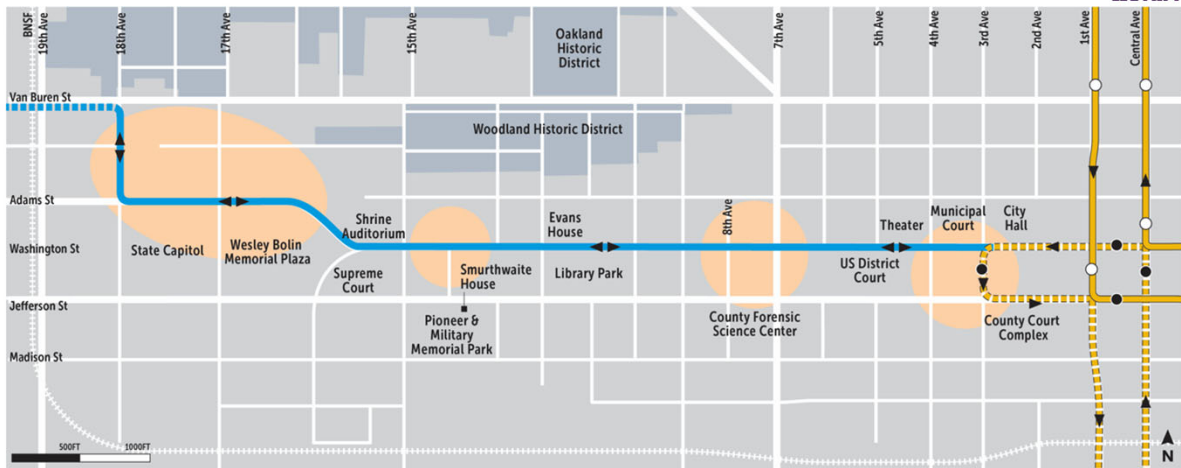 BNSF
19th Ave
18th Ave
17th Ave
15th Ave
7th Ave
5th Ave
4th Ave
3rd Ave
2nd Ave
1st Ave
Central Ave
Oakland
Historic
District
Van Buren St
Woodland Historic District
Adams St
8th Ave
Shrine
Auditorium
Evans
House
Theater
Municipal
Court
City
Hall
Washington St
State Capitol
Wesley Bolin
Memorial Plaza
Supreme
Court
Smurthwaite
House
Library Park
US District
Court
Jefferson St
Pioneer &
Military
Memorial Park
County Forensic
Science Center
County Court
Complex
Madison St
500FT
1000FT
N